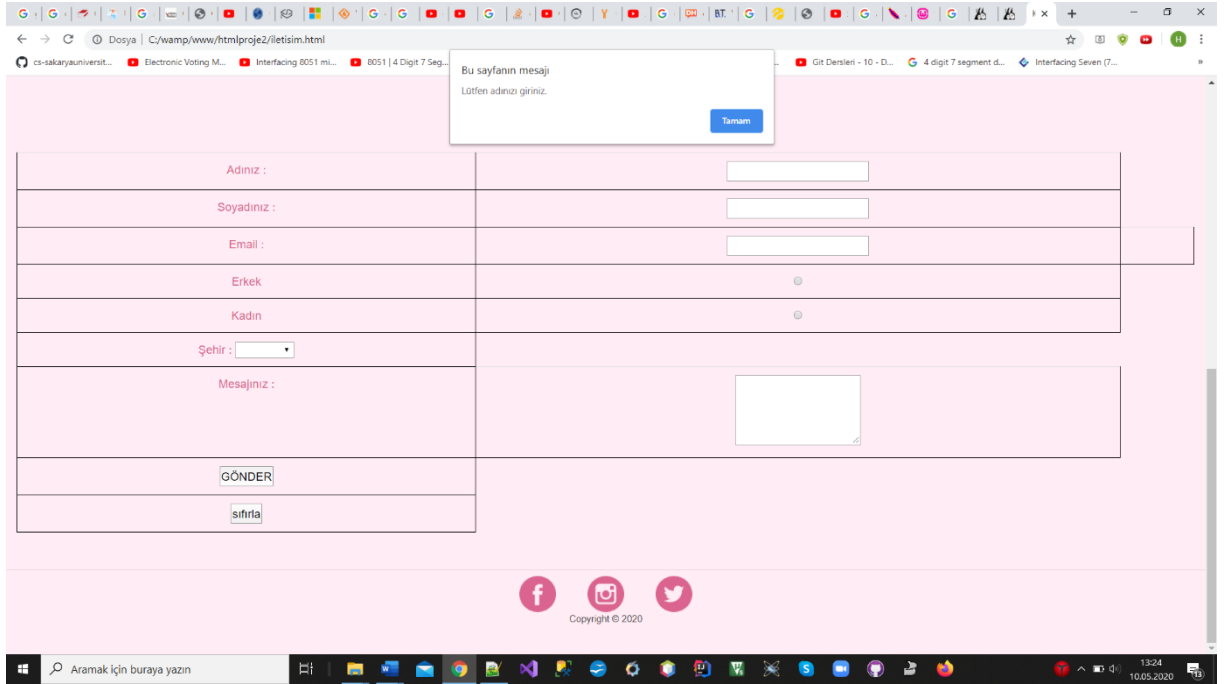 Dosya | C:/wamp/www/htmlproje2/iletisim.html
cs-sakaryauniversit... Electronic Voting M... Interfacing 8051 mi... 8051 | 4 Digit 7 Seg... Git Dersleri - 10 - D... 4 digit 7 segment d... Interfacing Seven (7... »
Bu sayfanın mesajı
Lütfen adınızı giriniz.
Tamam
Adınız :
Soyadınız :
Email :
Erkek
Kadın
Şehir :
Mesajınız :
GÖNDER
sıfırla
Copyright © 2020
Aramak için buraya yazın
13:24
10.05.2020